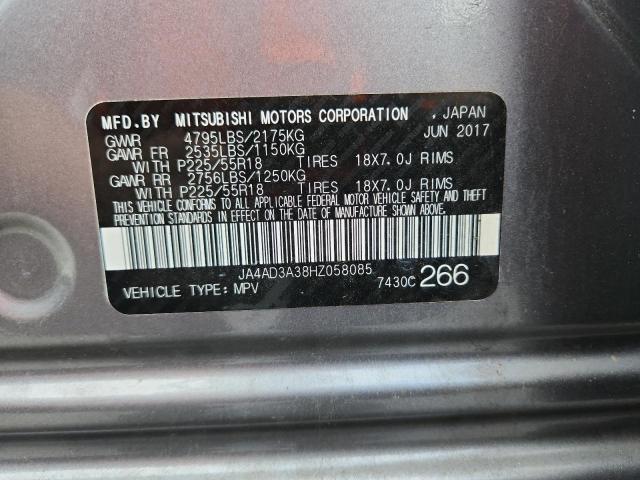 MFD.BY MITSUBISHI MOTORS CORPORATION . JAPAN
GVWR 4795LBS/2175KG JUN 2017
GAWR FR 2535LBS/1150KG
WITH P225/55R18 TIRES 18X7.0J RIMS
GAWR RR 2756LBS/1250KG
WITH P225/55R18 TIRES 18X7.0J RIMS
THIS VEHICLE CONFORMS TO ALL APPLICABLE FEDERAL MOTOR VEHICLE SAFETY AND THEFT
PREVENTION STANDARDS IN EFFECT ON THE DATE OF MANUFACTURE SHOWN ABOVE.
JA4AD3A38HZ058085
VEHICLE TYPE: MPV 7430C 266